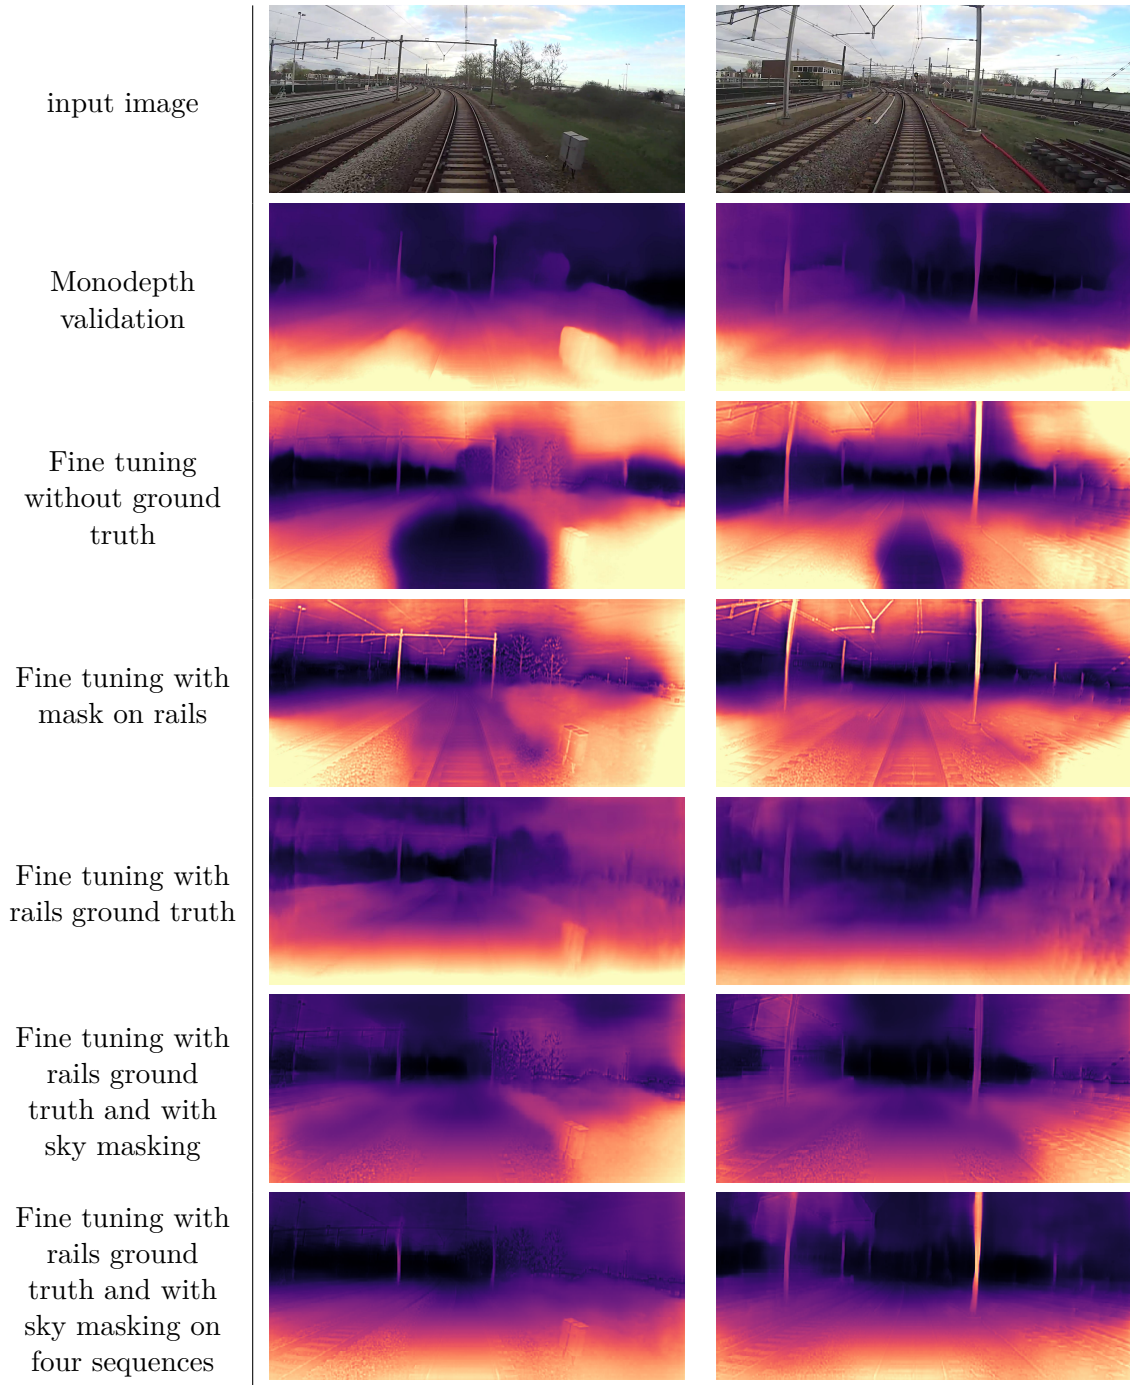 input image
Monodepth
validation
Fine tuning
without ground
truth
Fine tuning with
mask on rails
Fine tuning with
rails ground truth
Fine tuning with
rails ground
truth and with
sky masking
Fine tuning with
rails ground
truth and with
sky masking on
four sequences